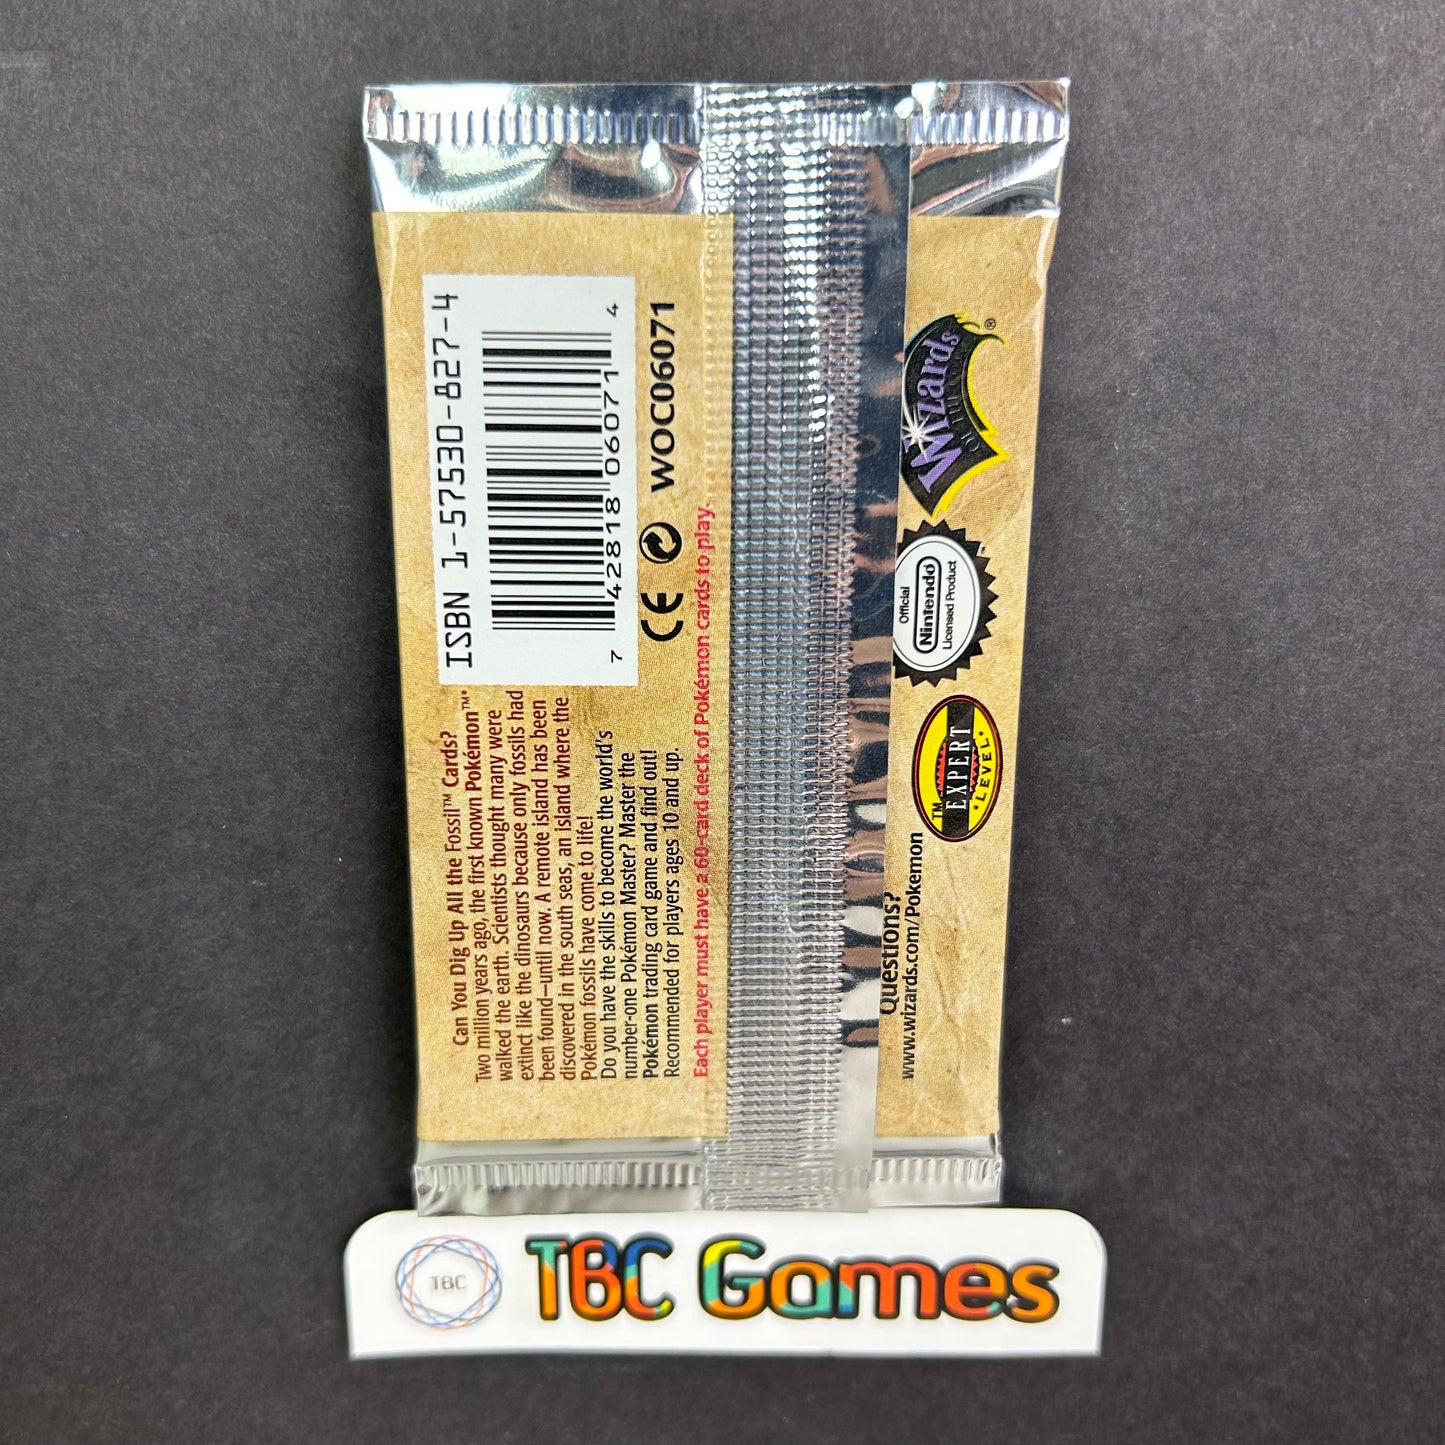 ISBN 1-57530-827-4
7 42818 06071 4
CE WOC06071
Can You Dig Up All the Fossil™ Cards?
Two million years ago, the first known Pokémon™
walked the earth. Scientists thought many were
extinct like the dinosaurs because only fossils had
been found–until now. A remote island has been
discovered in the south seas, an island where the
Pokémon fossils have come to life!
Do you have the skills to become the world's
number-one Pokémon Master? Master the
Pokémon trading card game and find out!
Recommended for players ages 10 and up.
Each player must have a 60-card deck of Pokémon cards to play.
Questions?
www.wizards.com/Pokemon
TM
EXPERT
• LEVEL •
Official
Nintendo
Licensed Product
™
Wizards
®
TBC
TBC Games